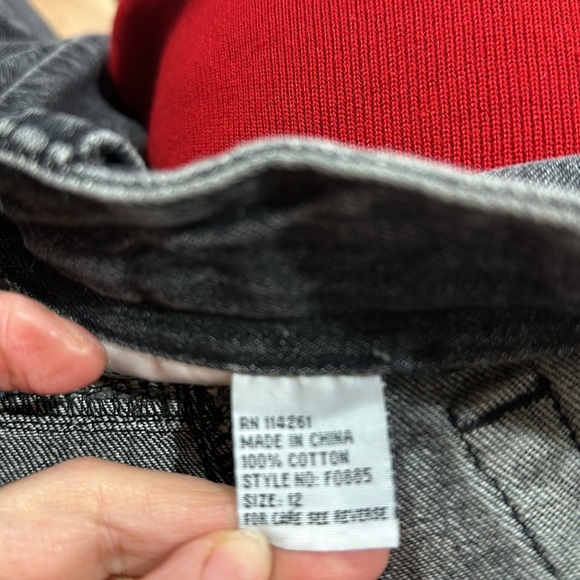 RN 114261
MADE IN CHINA
100% COTTON
STYLE NO: F0885
SIZE: 12
FOR CARE SEE REVERSE